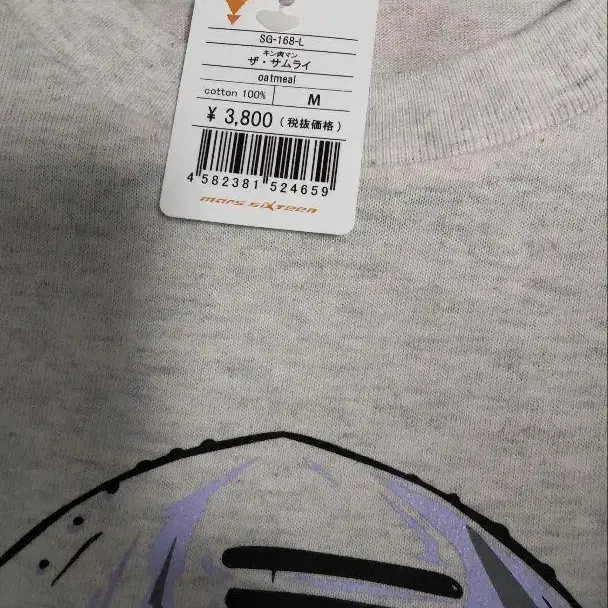 SG-168-L
キン肉マン
ザ・サムライ
oatmeal
cotton 100% M
¥ 3,800 (税抜価格)
4 582381 524659
mars sixteen